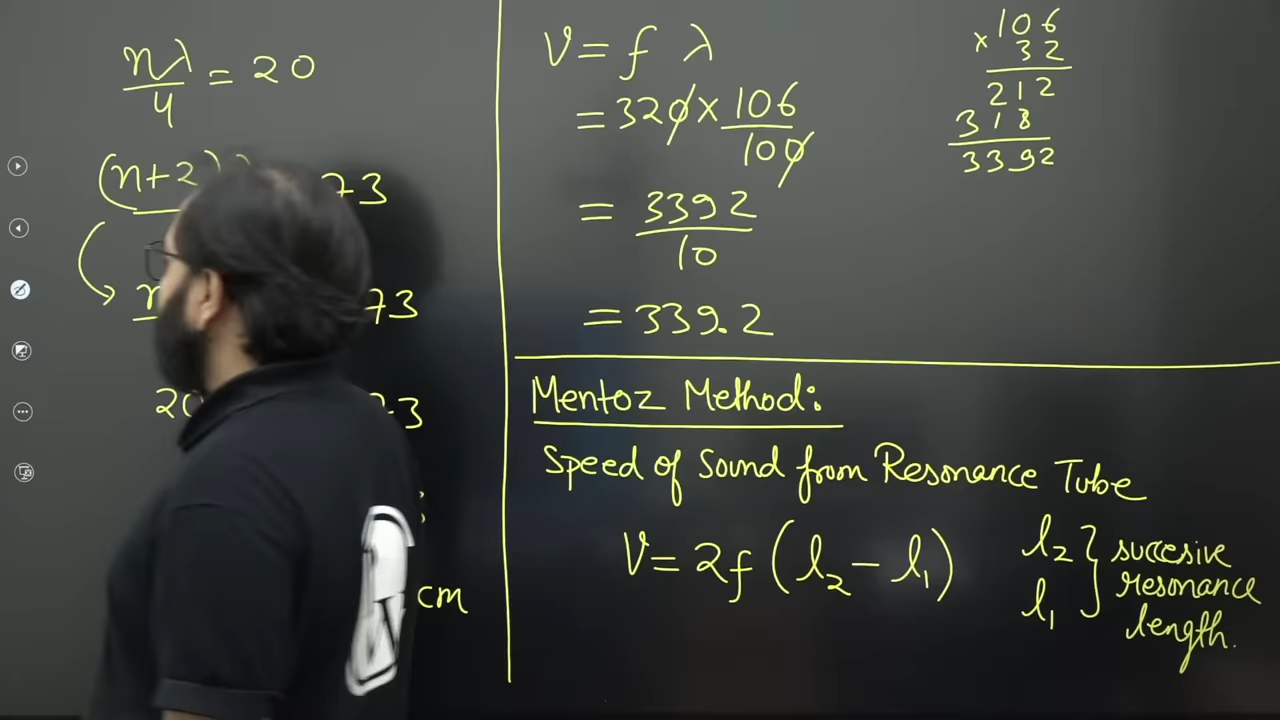 nλ/4 = 20
(n+2) 73
73
20 .3
cm
V = f λ
= 320 × 106/100
= 3392/10
= 339.2
106
× 32
212
318
3392
Mentoz Method:
Speed of Sound from Resonance Tube
V = 2f (l₂ - l₁)
l₂ } succesive
l₁ resonance
length.